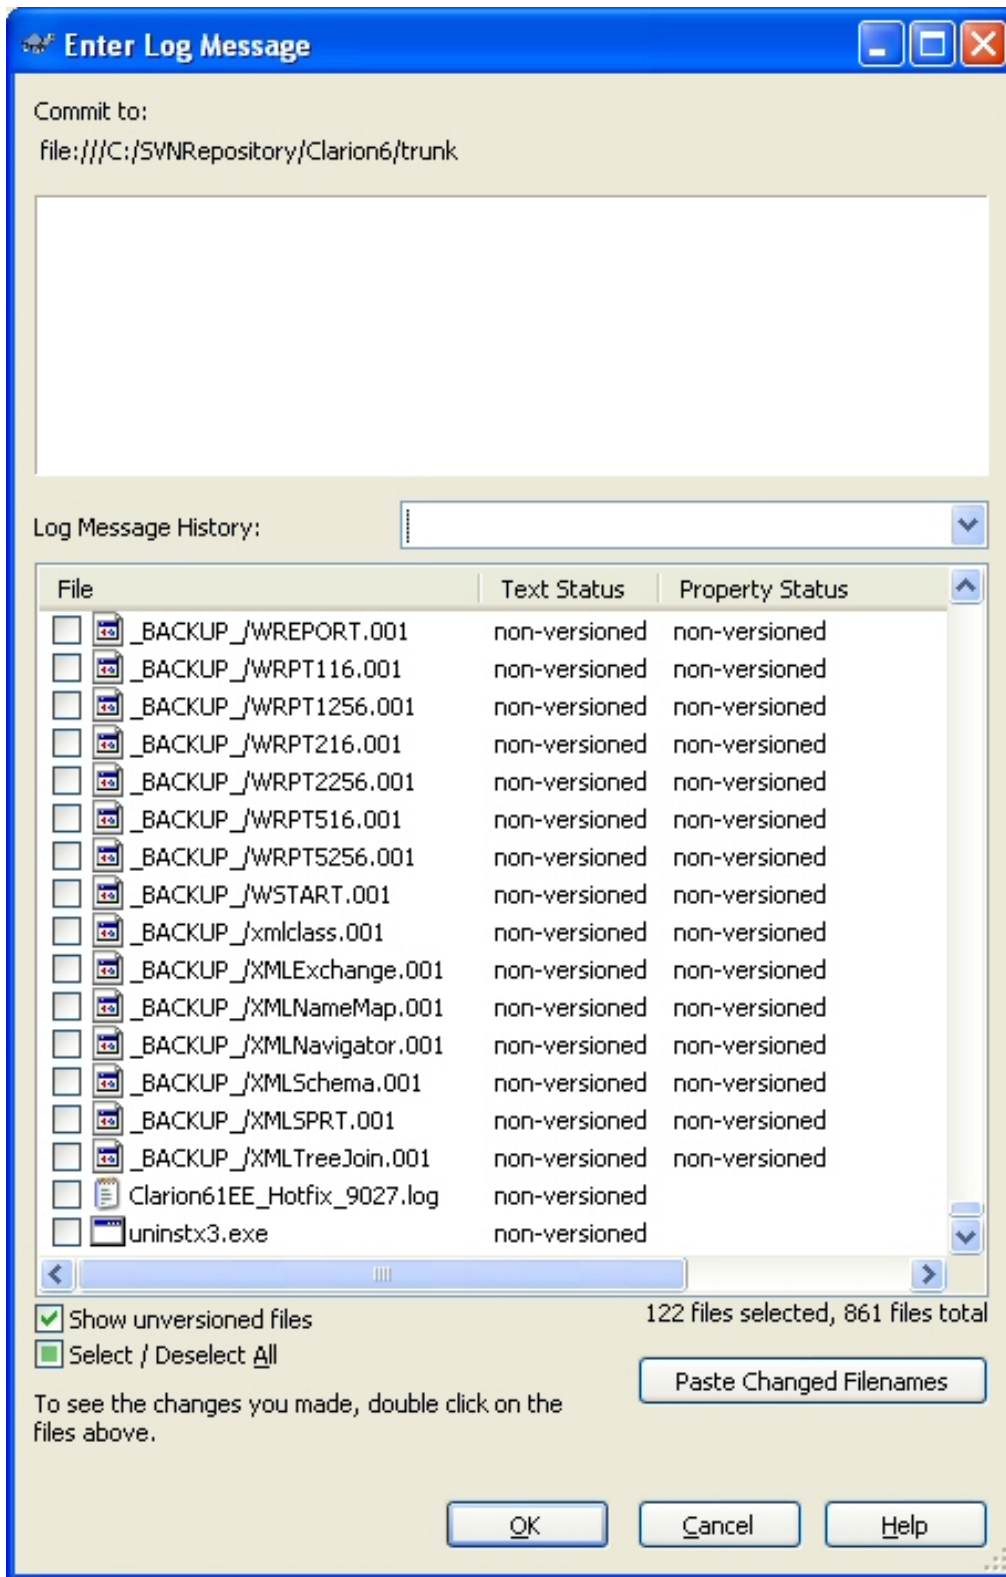 Enter Log Message
Commit to:
file:///C:/SVNRepository/Clarion6/trunk
Log Message History:
File Text Status Property Status
_BACKUP_/WREPORT.001 non-versioned non-versioned
_BACKUP_/WRPT116.001 non-versioned non-versioned
_BACKUP_/WRPT1256.001 non-versioned non-versioned
_BACKUP_/WRPT216.001 non-versioned non-versioned
_BACKUP_/WRPT2256.001 non-versioned non-versioned
_BACKUP_/WRPT516.001 non-versioned non-versioned
_BACKUP_/WRPT5256.001 non-versioned non-versioned
_BACKUP_/WSTART.001 non-versioned non-versioned
_BACKUP_/xmlclass.001 non-versioned non-versioned
_BACKUP_/XMLExchange.001 non-versioned non-versioned
_BACKUP_/XMLNameMap.001 non-versioned non-versioned
_BACKUP_/XMLNavigator.001 non-versioned non-versioned
_BACKUP_/XMLSchema.001 non-versioned non-versioned
_BACKUP_/XMLSPRT.001 non-versioned non-versioned
_BACKUP_/XMLTreeJoin.001 non-versioned non-versioned
Clarion61EE_Hotfix_9027.log non-versioned
uninstx3.exe non-versioned
Show unversioned files 122 files selected, 861 files total
Select / Deselect All
Paste Changed Filenames
To see the changes you made, double click on the
files above.
OK Cancel Help